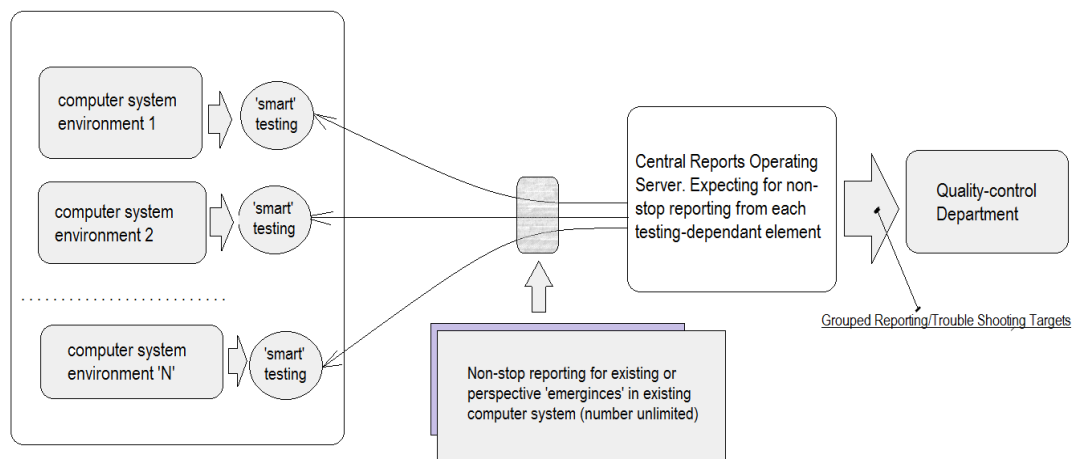 computer system
environment 1
'smart'
testing
computer system
environment 2
'smart'
testing
. . . . . . . . . . . . . . . . . . . . . . . . . .
computer system
environment 'N'
'smart'
testing
Central Reports Operating
Server. Expecting for non-
stop reporting from each
testing-dependant element
Quality-control
Department
Grouped Reporting/Trouble Shooting Targets
Non-stop reporting for existing or
perspective 'emerginces' in existing
computer system (number unlimited)